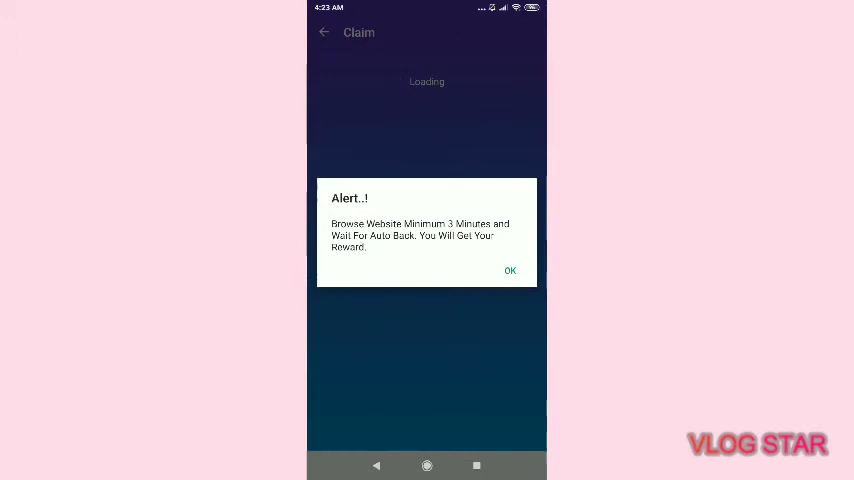 4:23 AM
Claim
Loading
Alert..!
Browse Website Minimum 3 Minutes and
Wait For Auto Back. You Will Get Your
Reward.
OK
VLOG STAR